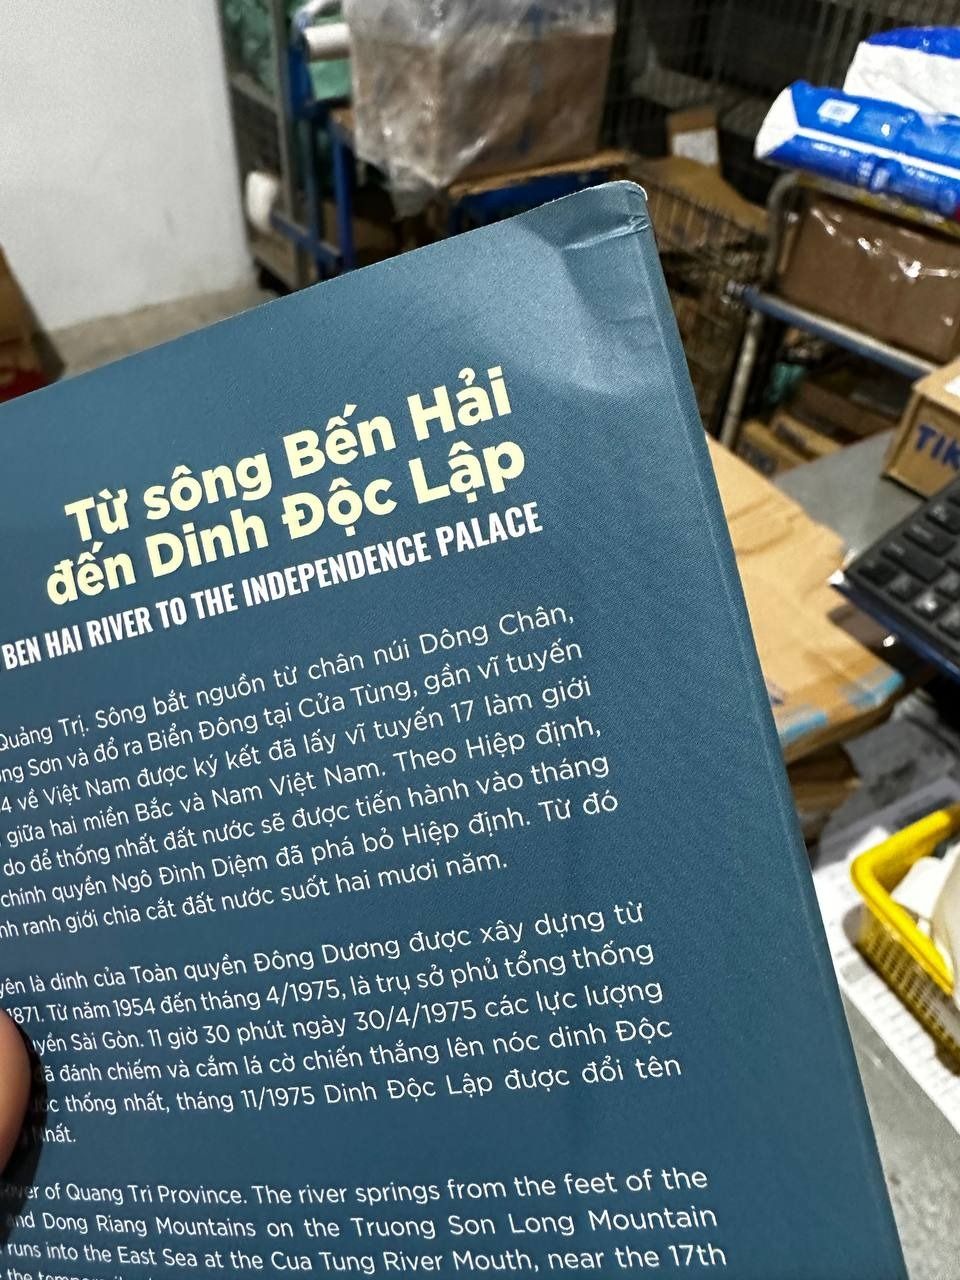 Từ sông Bến Hải
đến Dinh Độc Lập
BEN HAI RIVER TO THE INDEPENDENCE PALACE
Quảng Trị. Sông bắt nguồn từ chân núi Dông Chân,
Sơn và đổ ra Biển Đông tại Cửa Tùng, gần vĩ tuyến
4 về Việt Nam được ký kết đã lấy vĩ tuyến 17 làm giới
giữa hai miền Bắc và Nam Việt Nam. Theo Hiệp định,
do để thống nhất đất nước sẽ được tiến hành vào tháng
chính quyền Ngô Đình Diệm đã phá bỏ Hiệp định. Từ đó
ranh giới chia cắt đất nước suốt hai mươi năm.
là dinh của Toàn quyền Đông Dương được xây dựng từ
1871. Từ năm 1954 đến tháng 4/1975, là trụ sở phủ tổng thống
Sài Gòn. 11 giờ 30 phút ngày 30/4/1975 các lực lượng
đánh chiếm và cắm lá cờ chiến thắng lên nóc dinh Độc
thống nhất, tháng 11/1975 Dinh Độc Lập được đổi tên
of Quang Tri Province. The river springs from the feet of the
Dong Riang Mountains on the Truong Son Long Mountain
runs into the East Sea at the Cua Tung River Mouth, near the 17th
the
TIK